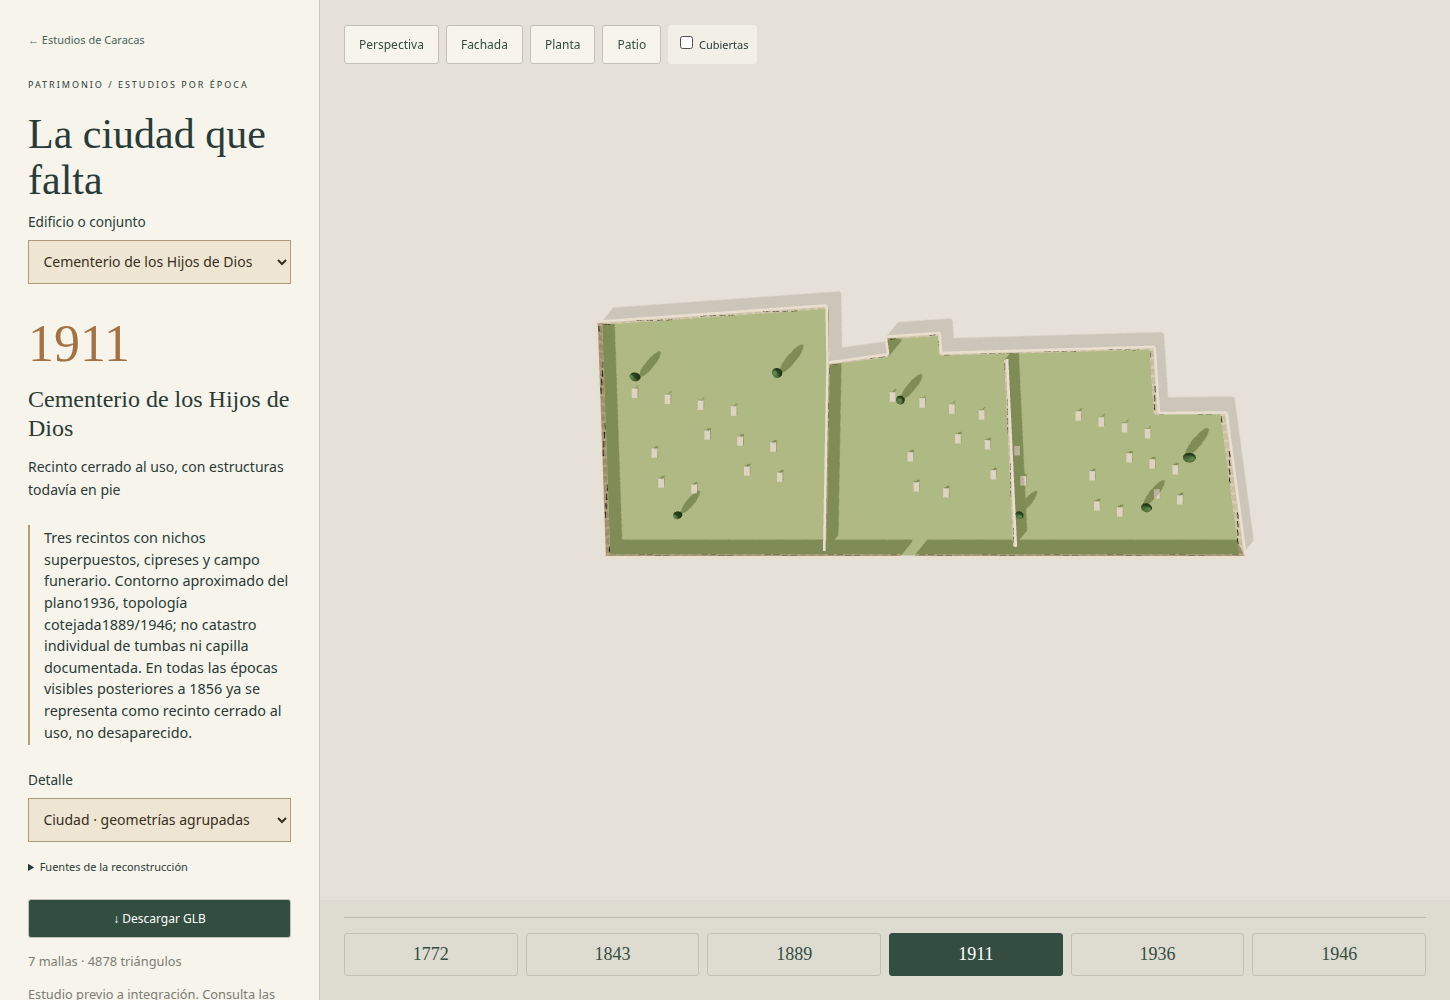 ← Estudios de Caracas
PATRIMONIO / ESTUDIOS POR ÉPOCA
La ciudad que
falta
Edificio o conjunto
Cementerio de los Hijos de Dios
1911
Cementerio de los Hijos de
Dios
Recinto cerrado al uso, con estructuras
todavía en pie
Tres recintos con nichos
superpuestos, cipreses y campo
funerario. Contorno aproximado del
plano1936, topología
cotejada1889/1946; no catastro
individual de tumbas ni capilla
documentada. En todas las épocas
visibles posteriores a 1856 ya se
representa como recinto cerrado al
uso, no desaparecido.
Detalle
Ciudad · geometrías agrupadas
Fuentes de la reconstrucción
↓ Descargar GLB
7 mallas · 4878 triángulos
Estudio previo a integración. Consulta las
Perspectiva
Fachada
Planta
Patio
Cubiertas
1772
1843
1889
1911
1936
1946